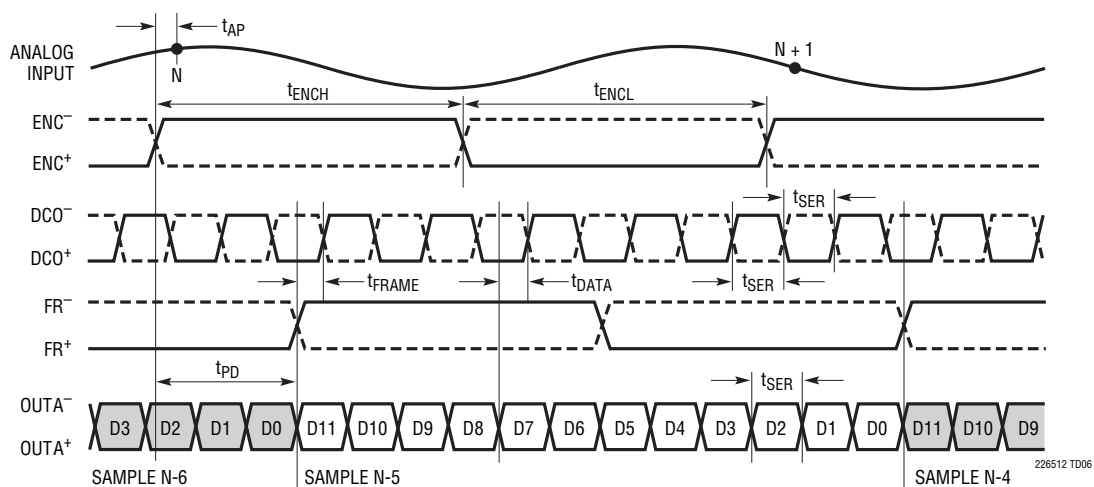 tAP
ANALOG
INPUT
N
N + 1
tENCH
tENCL
ENC–
ENC+
DCO–
DCO+
tSER
tFRAME
tDATA
tSER
FR–
FR+
tPD
tSER
OUTA–
OUTA+
D3 D2 D1 D0 D11 D10 D9 D8 D7 D6 D5 D4 D3 D2 D1 D0 D11 D10 D9
SAMPLE N-6
SAMPLE N-5
SAMPLE N-4
226512 TD06